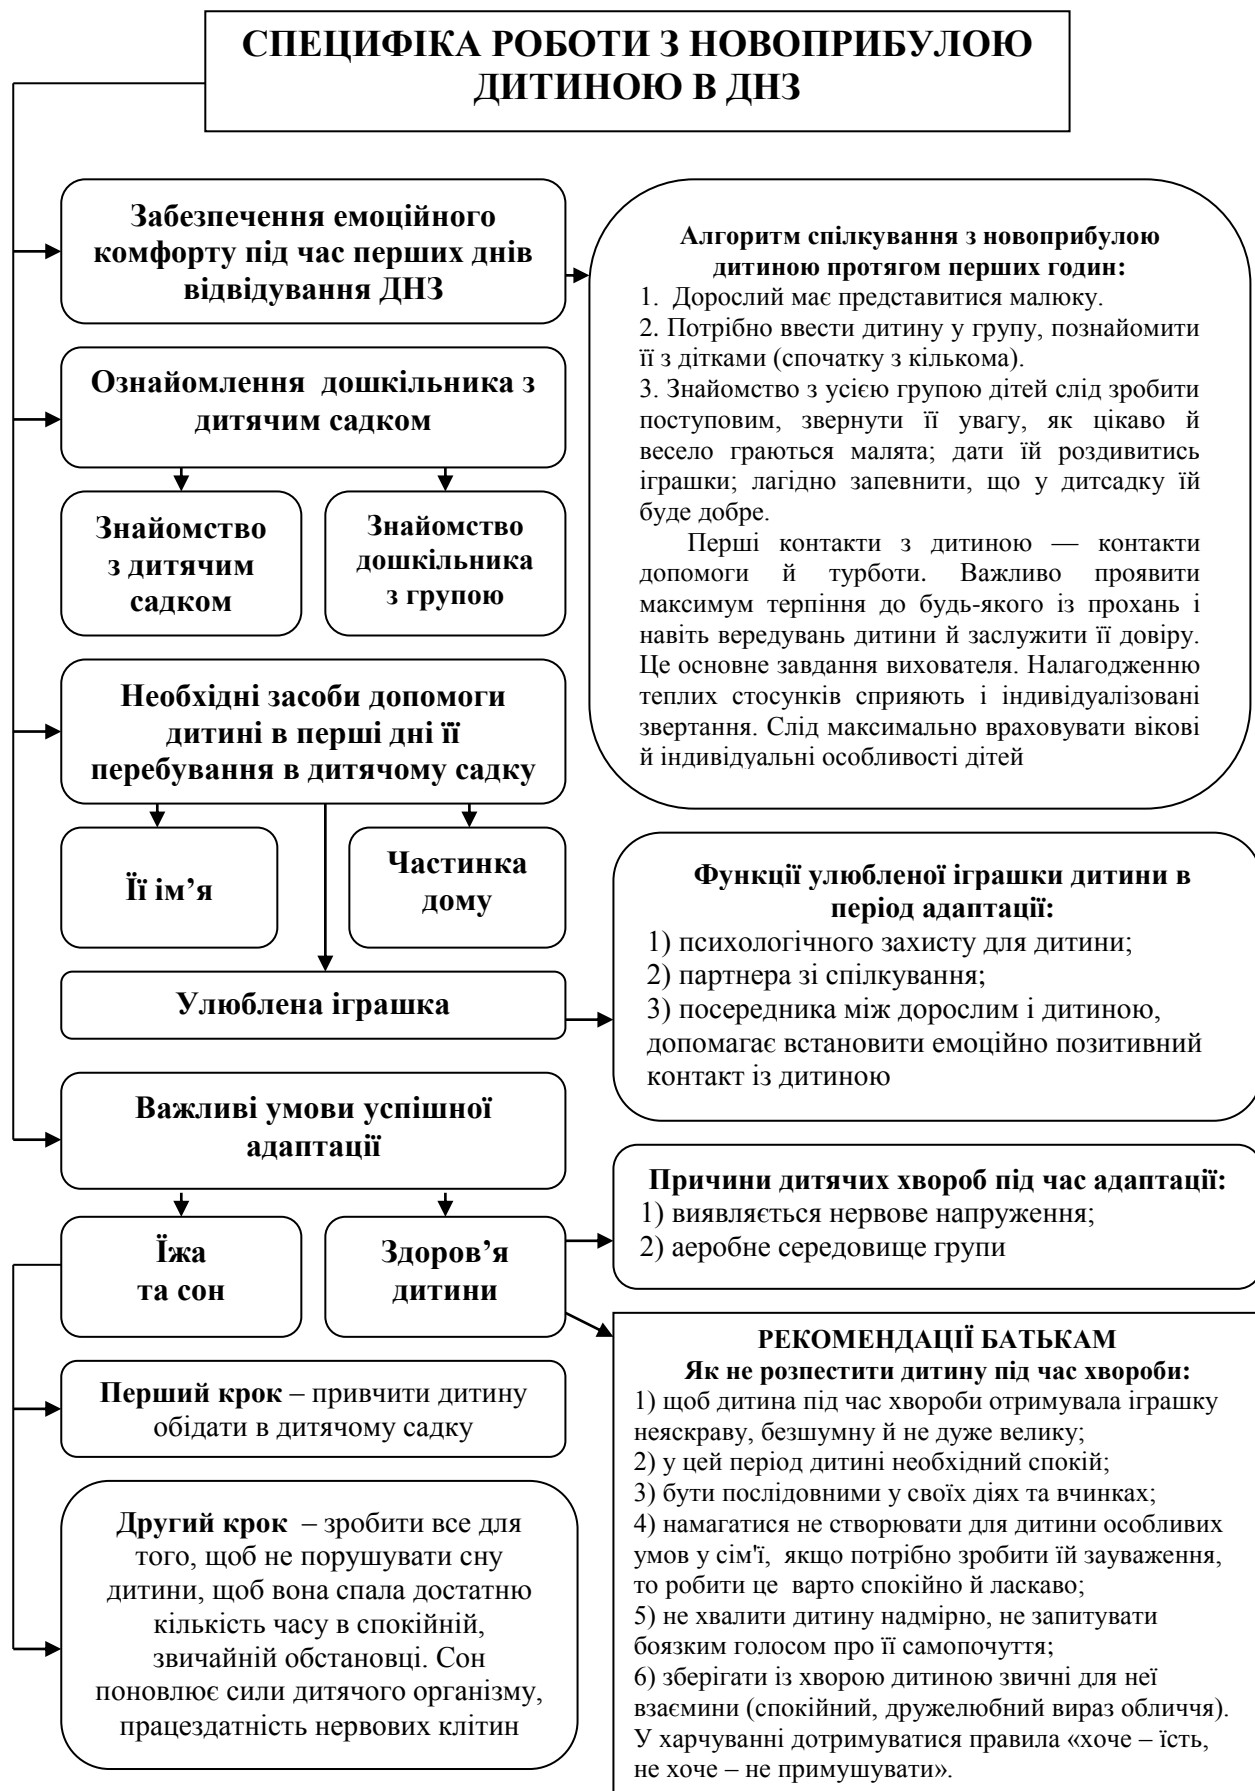 СПЕЦИФІКА РОБОТИ З НОВОПРИБУЛОЮ
ДИТИНОЮ В ДНЗ
Забезпечення емоційного
комфорту під час перших днів
відвідування ДНЗ
Алгоритм спілкування з новоприбулою
дитиною протягом перших годин:
1. Дорослий має представитися малюку.
2. Потрібно ввести дитину у групу, познайомити
її з дітками (спочатку з кількома).
3. Знайомство з усією групою дітей слід зробити
поступовим, звернути її увагу, як цікаво й
весело граються малята; дати їй роздивитись
іграшки; лагідно запевнити, що у дитсадку їй
буде добре.
Перші контакти з дитиною — контакти
допомоги й турботи. Важливо проявити
максимум терпіння до будь-якого із прохань і
навіть вередувань дитини й заслужити її довіру.
Це основне завдання вихователя. Налагодженню
теплих стосунків сприяють і індивідуалізовані
звертання. Слід максимально враховувати вікові
й індивідуальні особливості дітей
Ознайомлення дошкільника з
дитячим садком
Знайомство
з дитячим
садком
Знайомство
дошкільника
з групою
Необхідні засоби допомоги
дитині в перші дні її
перебування в дитячому садку
Її ім’я
Частинка
дому
Улюблена іграшка
Функції улюбленої іграшки дитини в
період адаптації:
1) психологічного захисту для дитини;
2) партнера зі спілкування;
3) посередника між дорослим і дитиною,
допомагає встановити емоційно позитивний
контакт із дитиною
Важливі умови успішної
адаптації
Їжа
та сон
Здоров’я
дитини
Причини дитячих хвороб під час адаптації:
1) виявляється нервове напруження;
2) аеробне середовище групи
Перший крок – привчити дитину
обідати в дитячому садку
Другий крок – зробити все для
того, щоб не порушувати сну
дитини, щоб вона спала достатню
кількість часу в спокійній,
звичайній обстановці. Сон
поновлює сили дитячого організму,
працездатність нервових клітин
РЕКОМЕНДАЦІЇ БАТЬКАМ
Як не розпестити дитину під час хвороби:
1) щоб дитина під час хвороби отримувала іграшку
неяскраву, безшумну й не дуже велику;
2) у цей період дитині необхідний спокій;
3) бути послідовними у своїх діях та вчинках;
4) намагатися не створювати для дитини особливих
умов у сім'ї, якщо потрібно зробити їй зауваження,
то робити це варто спокійно й ласкаво;
5) не хвалити дитину надмірно, не запитувати
боязким голосом про її самопочуття;
6) зберігати із хворою дитиною звичні для неї
взаємини (спокійний, дружелюбний вираз обличчя).
У харчуванні дотримуватися правила «хоче – їсть,
не хоче – не примушувати».